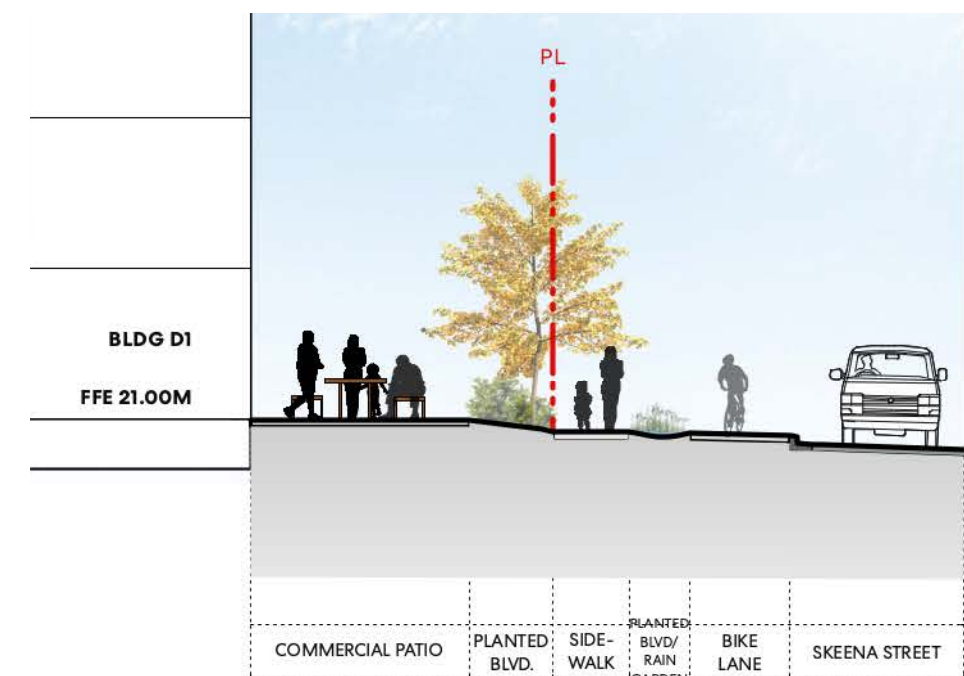 PL
BLDG D1
FFE 21.00M
COMMERCIAL PATIO
PLANTED
BLVD.
SIDE-
WALK
PLANTED
BLVD/
RAIN
GARDEN
BIKE
LANE
SKEENA STREET